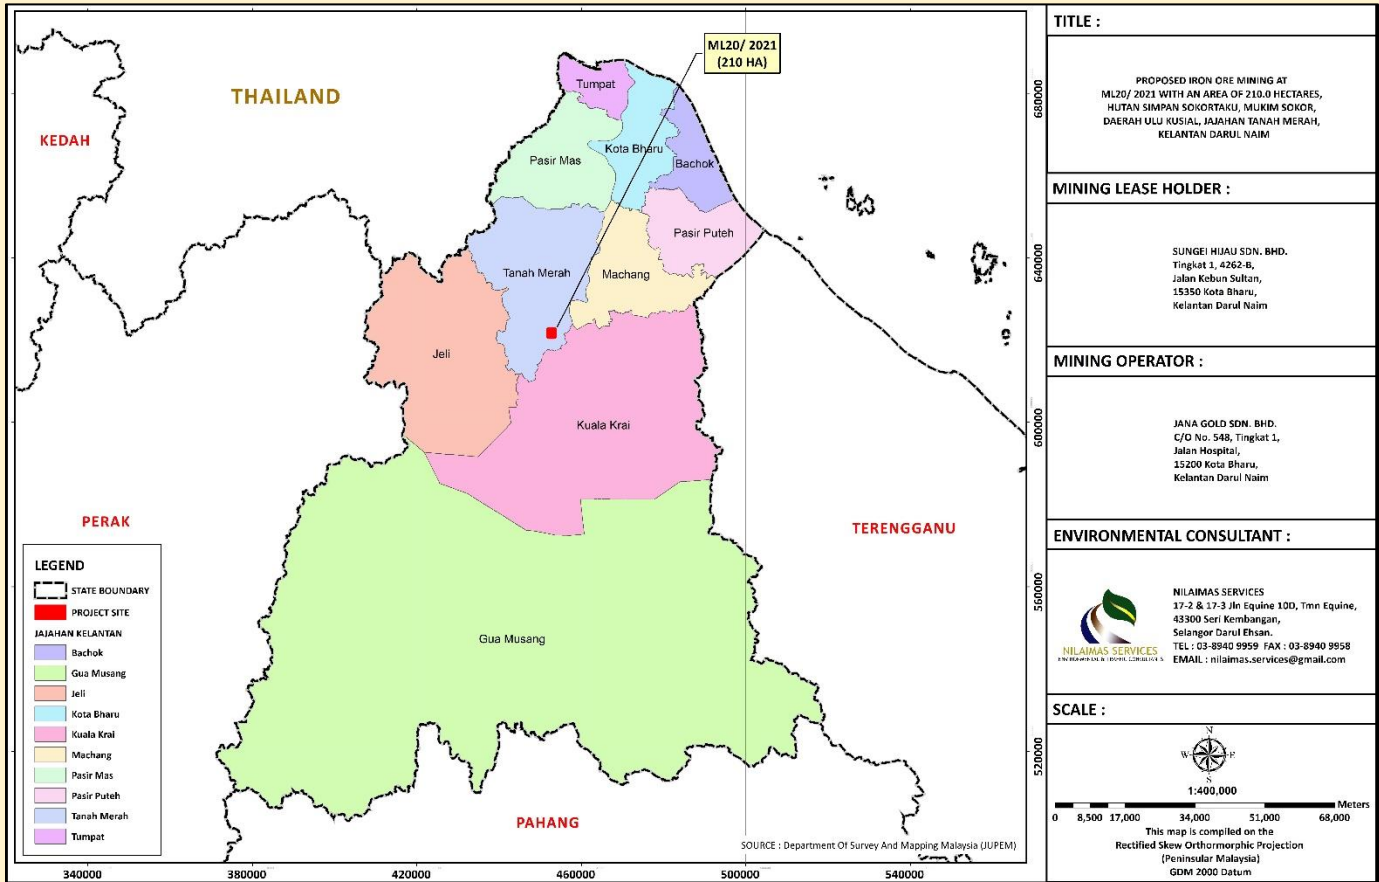 ML20/ 2021
(210 HA)
THAILAND
KEDAH
PERAK
TERENGGANU
PAHANG
Tumpat
Kota Bharu
Pasir Mas
Bachok
Pasir Puteh
Tanah Merah
Machang
Jeli
Kuala Krai
Gua Musang
LEGEND
STATE BOUNDARY
PROJECT SITE
JAJAHAN KELANTAN
Bachok
Gua Musang
Jeli
Kota Bharu
Kuala Krai
Machang
Pasir Mas
Pasir Puteh
Tanah Merah
Tumpat
SOURCE : Department Of Survey And Mapping Malaysia (JUPEM)
340000
380000
420000
460000
500000
540000
680000
640000
600000
560000
520000
TITLE :
PROPOSED IRON ORE MINING AT
ML20/ 2021 WITH AN AREA OF 210.0 HECTARES,
HUTAN SIMPAN SOKORTAKU, MUKIM SOKOR,
DAERAH ULU KUSIAL, JAJAHAN TANAH MERAH,
KELANTAN DARUL NAIM
MINING LEASE HOLDER :
SUNGEI HIJAU SDN. BHD.
Tingkat 1, 4262-B,
Jalan Kebun Sultan,
15350 Kota Bharu,
Kelantan Darul Naim
MINING OPERATOR :
JANA GOLD SDN. BHD.
C/O No. 548, Tingkat 1,
Jalan Hospital,
15200 Kota Bharu,
Kelantan Darul Naim
ENVIRONMENTAL CONSULTANT :
NILAIMAS SERVICES
ENVIRONMENTAL & TRAFFIC CONSULTANTS
NILAIMAS SERVICES
17-2 & 17-3 Jln Equine 10D, Tmn Equine,
43300 Seri Kembangan,
Selangor Darul Ehsan.
TEL : 03-8940 9959 FAX : 03-8940 9958
EMAIL : nilaimas.services@gmail.com
SCALE :
N
W E
S
1:400,000
Meters
0 8,500 17,000 34,000 51,000 68,000
This map is compiled on the
Rectified Skew Orthormorphic Projection
(Peninsular Malaysia)
GDM 2000 Datum